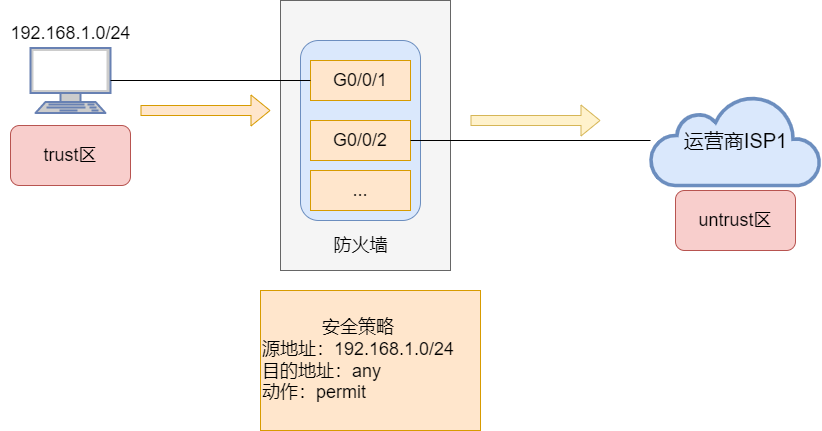 192.168.1.0/24
trust区
G0/0/1
G0/0/2
...
防火墙
运营商ISP1
untrust区
安全策略
源地址：192.168.1.0/24
目的地址：any
动作：permit